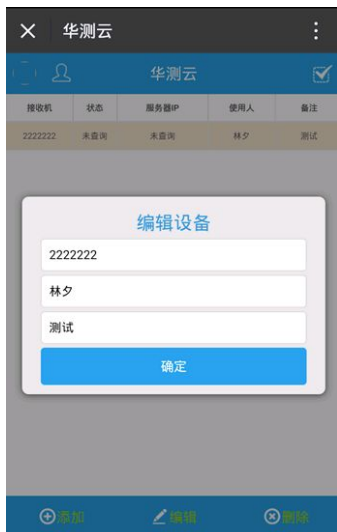 华测云
华测云
接收机 状态 服务器IP 使用人 备注
2222222 未查询 未查询 林夕 测试
编辑设备
2222222
林夕
测试
确定
添加 编辑 删除